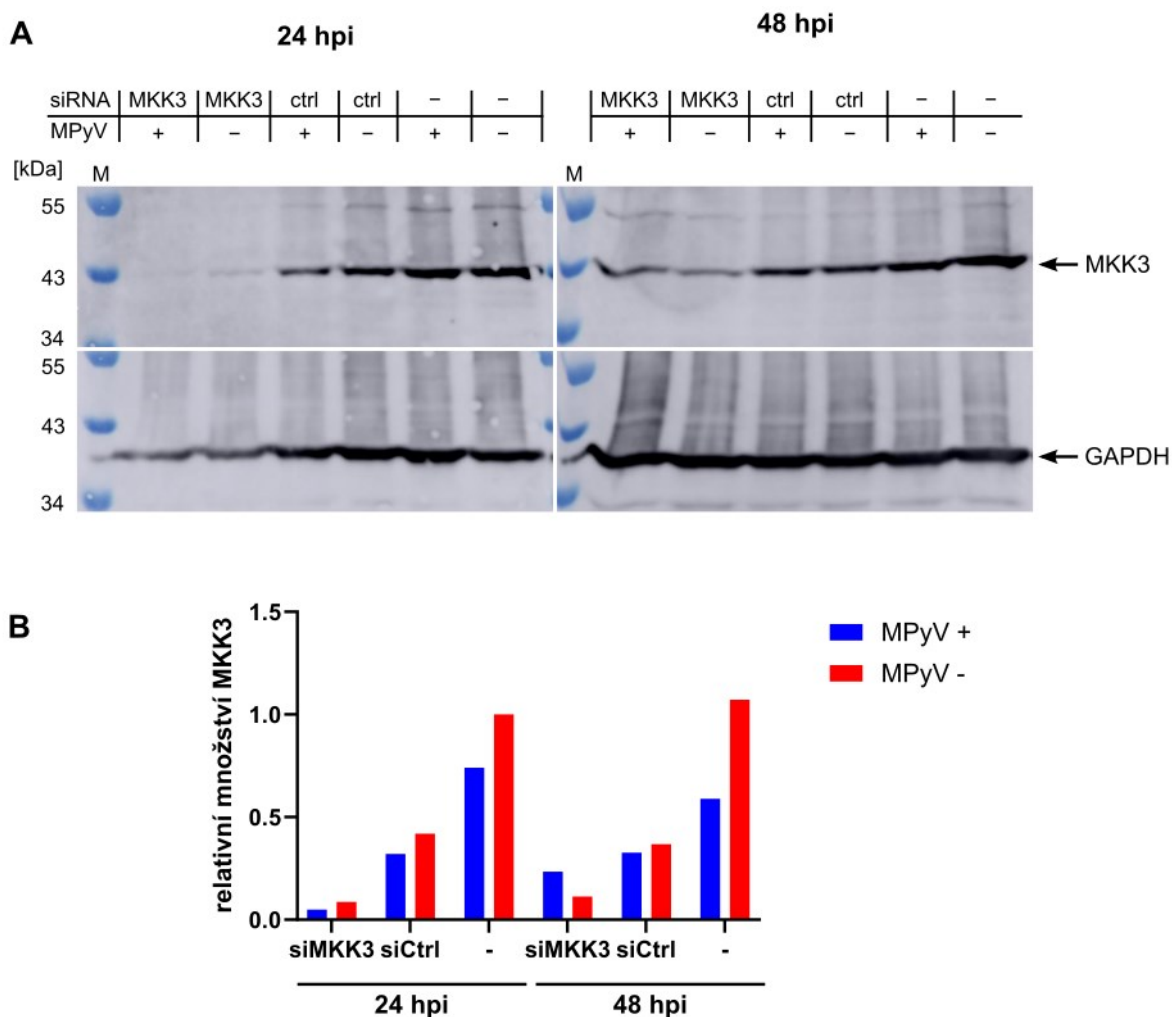 A
24 hpi
48 hpi
siRNA MKK3 MKK3 ctrl ctrl – – MKK3 MKK3 ctrl ctrl – –
MPyV + – + – + – + – + – + –
[kDa] M M
55
43
34
MKK3
55
43
34
GAPDH
B
relativní množství MKK3
1.5
1.0
0.5
0.0
MPyV +
MPyV -
siMKK3 siCtrl - siMKK3 siCtrl -
24 hpi 48 hpi